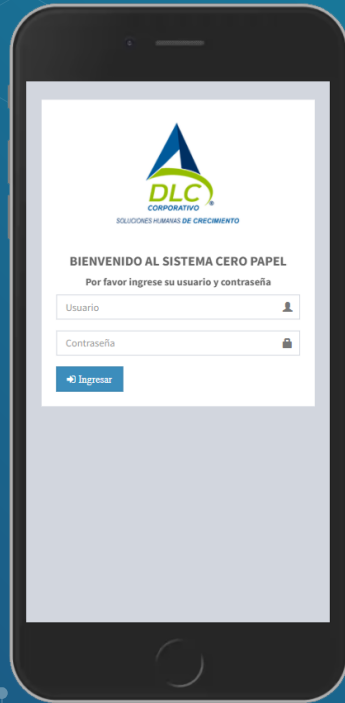 DLC
CORPORATIVO
SOLUCIONES HUMANAS DE CRECIMIENTO
BIENVENIDO AL SISTEMA CERO PAPEL
Por favor ingrese su usuario y contraseña
Usuario
Contraseña
Ingresar